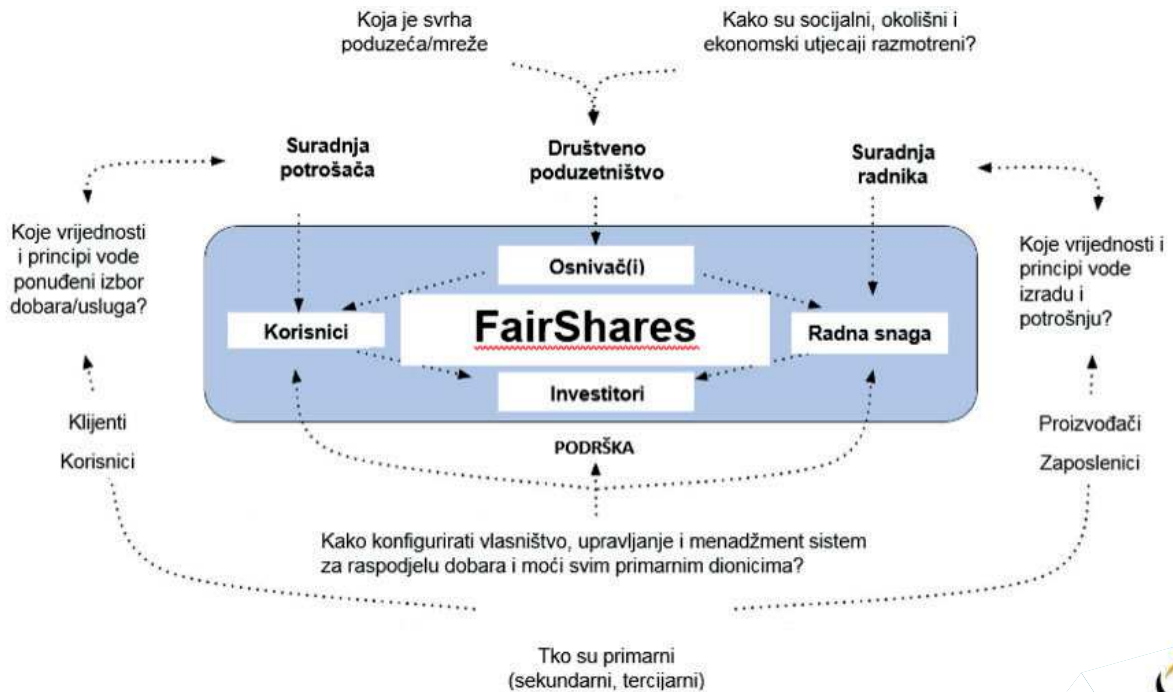 Koja je svrha
poduzeća/mreže
Kako su socijalni, okolišni i
ekonomski utjecaji razmotreni?
Suradnja
potrošača
Društveno
poduzetništvo
Suradnja
radnika
Koje vrijednosti
i principi vode
ponuđeni izbor
dobara/usluga?
Osnivač(i)
Korisnici
FairShares
Radna snaga
Investitori
Koje vrijednosti i
principi vode
izradu i
potrošnju?
Klijenti
Korisnici
PODRŠKA
Proizvođači
Zaposlenici
Kako konfigurirati vlasništvo, upravljanje i menadžment sistem
za raspodjelu dobara i moći svim primarnim dionicima?
Tko su primarni
(sekundarni, tercijarni)